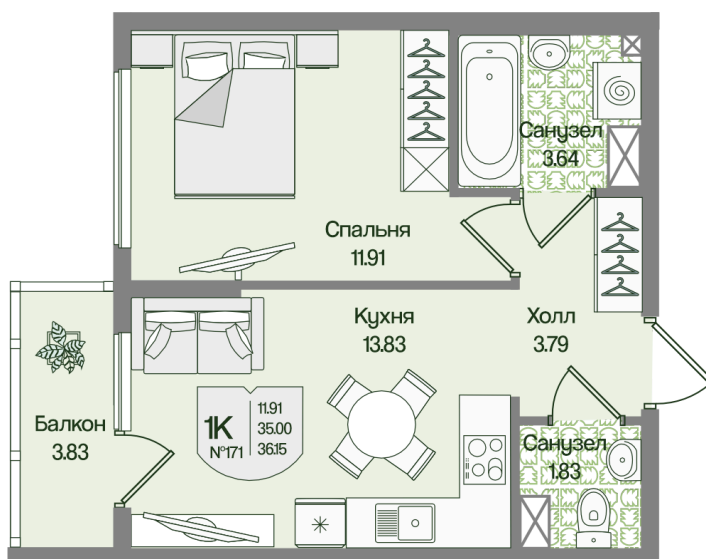 Санузел
3.64
Спальня
11.91
Кухня
13.83
Холл
3.79
Балкон
3.83
1К
№171
11.91
35.00
36.15
Санузел
1.83